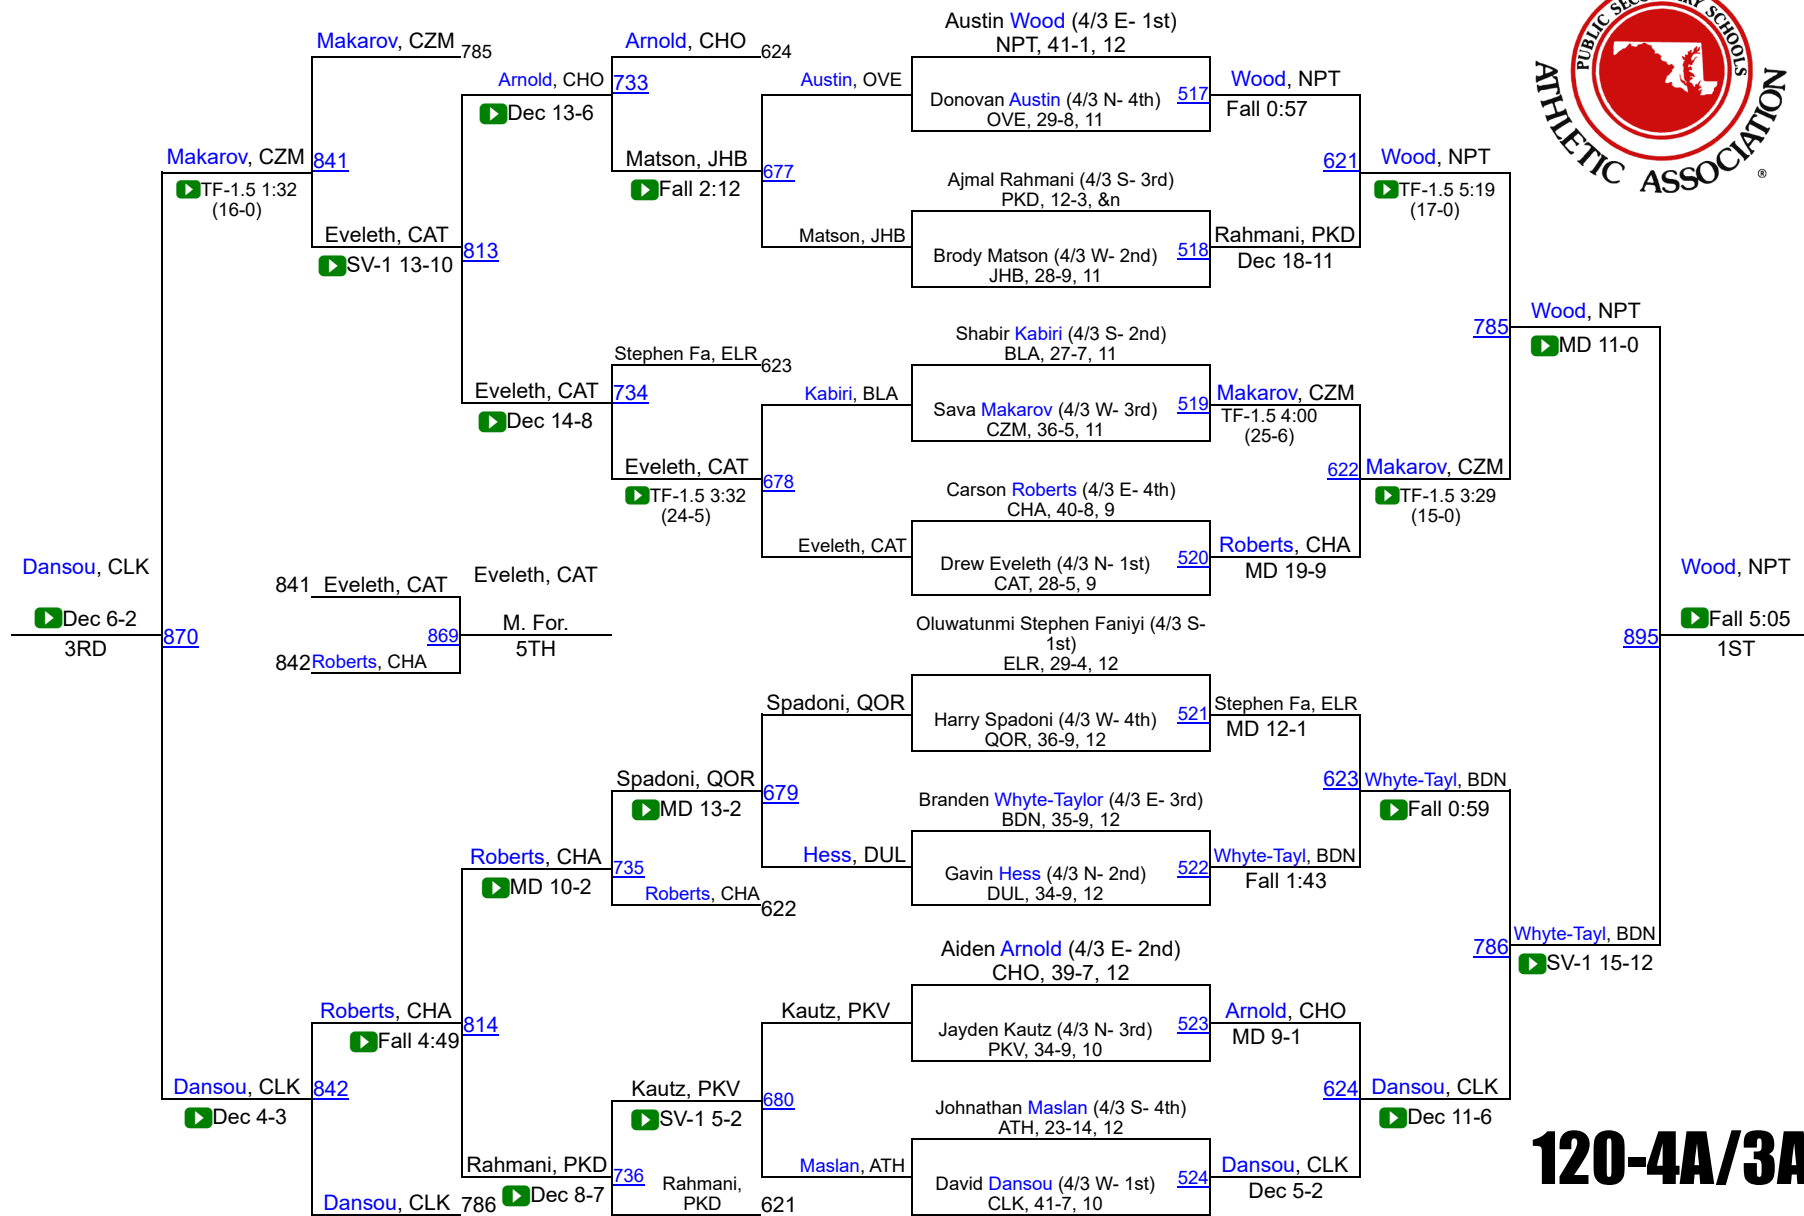 PUBLIC SECONDARY SCHOOLS
ATHLETIC ASSOCIATION
®
Makarov, CZM
785
Makarov, CZM
841
TF-1.5 1:32
(16-0)
Eveleth, CAT
SV-1 13-10
813
Arnold, CHO
733
Dec 13-6
Arnold, CHO
624
Matson, JHB
677
Fall 2:12
Austin, OVE
Matson, JHB
Eveleth, CAT
734
Dec 14-8
Stephen Fa, ELR
623
Eveleth, CAT
678
TF-1.5 3:32
(24-5)
Kabiri, BLA
Eveleth, CAT
Dansou, CLK
Dec 6-2
870
3RD
841 Eveleth, CAT
842 Roberts, CHA
869
Eveleth, CAT
M. For.
5TH
Roberts, CHA
735
MD 10-2
Spadoni, QOR
679
MD 13-2
Spadoni, QOR
Hess, DUL
Roberts, CHA
622
Roberts, CHA
814
Fall 4:49
Dansou, CLK
842
Dec 4-3
Dansou, CLK
786
Rahmani, PKD
736
Dec 8-7
Kautz, PKV
680
SV-1 5-2
Kautz, PKV
Maslan, ATH
Rahmani,
PKD
621
Austin Wood (4/3 E- 1st)
NPT, 41-1, 12
Donovan Austin (4/3 N- 4th)
OVE, 29-8, 11
517
Ajmal Rahmani (4/3 S- 3rd)
PKD, 12-3, &n
Brody Matson (4/3 W- 2nd)
JHB, 28-9, 11
518
Shabir Kabiri (4/3 S- 2nd)
BLA, 27-7, 11
Sava Makarov (4/3 W- 3rd)
CZM, 36-5, 11
519
Carson Roberts (4/3 E- 4th)
CHA, 40-8, 9
Drew Eveleth (4/3 N- 1st)
CAT, 28-5, 9
520
Oluwatunmi Stephen Faniyi (4/3 S-
1st)
ELR, 29-4, 12
Harry Spadoni (4/3 W- 4th)
QOR, 36-9, 12
521
Branden Whyte-Taylor (4/3 E- 3rd)
BDN, 35-9, 12
Gavin Hess (4/3 N- 2nd)
DUL, 34-9, 12
522
Aiden Arnold (4/3 E- 2nd)
CHO, 39-7, 12
Jayden Kautz (4/3 N- 3rd)
PKV, 34-9, 10
523
Johnathan Maslan (4/3 S- 4th)
ATH, 23-14, 12
David Dansou (4/3 W- 1st)
CLK, 41-7, 10
524
Wood, NPT
Fall 0:57
Rahmani, PKD
Dec 18-11
621
Wood, NPT
TF-1.5 5:19
(17-0)
Makarov, CZM
TF-1.5 4:00
(25-6)
Roberts, CHA
MD 19-9
622
Makarov, CZM
TF-1.5 3:29
(15-0)
785
Wood, NPT
MD 11-0
Stephen Fa, ELR
MD 12-1
Whyte-Tayl, BDN
Fall 1:43
623
Whyte-Tayl, BDN
Fall 0:59
Arnold, CHO
MD 9-1
Dansou, CLK
Dec 5-2
624
Dansou, CLK
Dec 11-6
786
Whyte-Tayl, BDN
SV-1 15-12
Wood, NPT
895
Fall 5:05
1ST
120-4A/3A